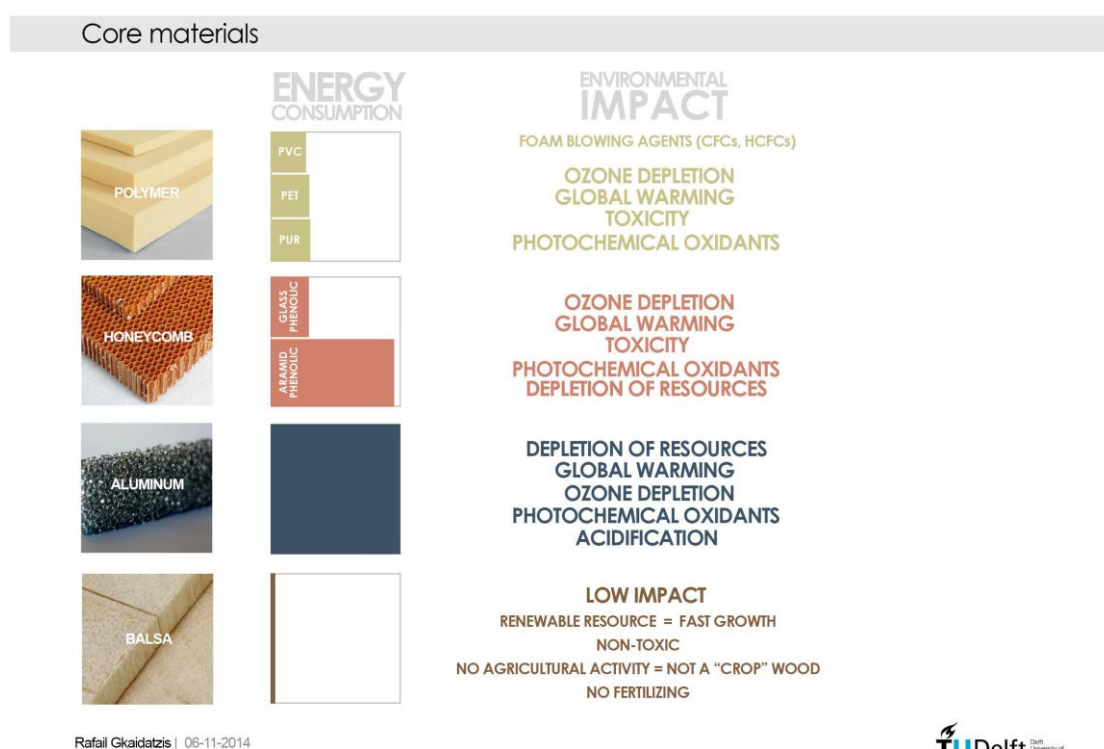 Core materials
ENERGY
CONSUMPTION
ENVIRONMENTAL
IMPACT
POLYMER
PVC
PET
PUR
FOAM BLOWING AGENTS (CFCs, HCFCs)
OZONE DEPLETION
GLOBAL WARMING
TOXICITY
PHOTOCHEMICAL OXIDANTS
HONEYCOMB
GLASS
PHENOLIC
ARAMID
PHENOLIC
OZONE DEPLETION
GLOBAL WARMING
TOXICITY
PHOTOCHEMICAL OXIDANTS
DEPLETION OF RESOURCES
ALUMINUM
DEPLETION OF RESOURCES
GLOBAL WARMING
OZONE DEPLETION
PHOTOCHEMICAL OXIDANTS
ACIDIFICATION
BALSA
LOW IMPACT
RENEWABLE RESOURCE = FAST GROWTH
NON-TOXIC
NO AGRICULTURAL ACTIVITY = NOT A “CROP” WOOD
NO FERTILIZING
Rafail Gkaidatzis | 06-11-2014
TUDelft
Delft
University of